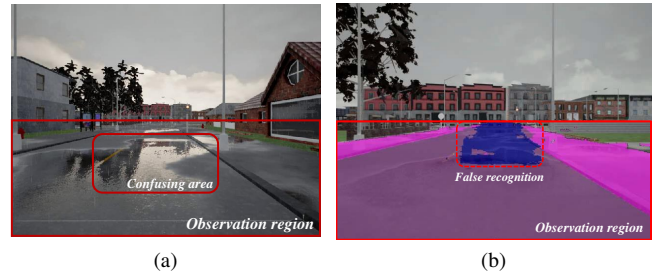 Confusing area
Observation region
False recognition
Observation region
(a)
(b)